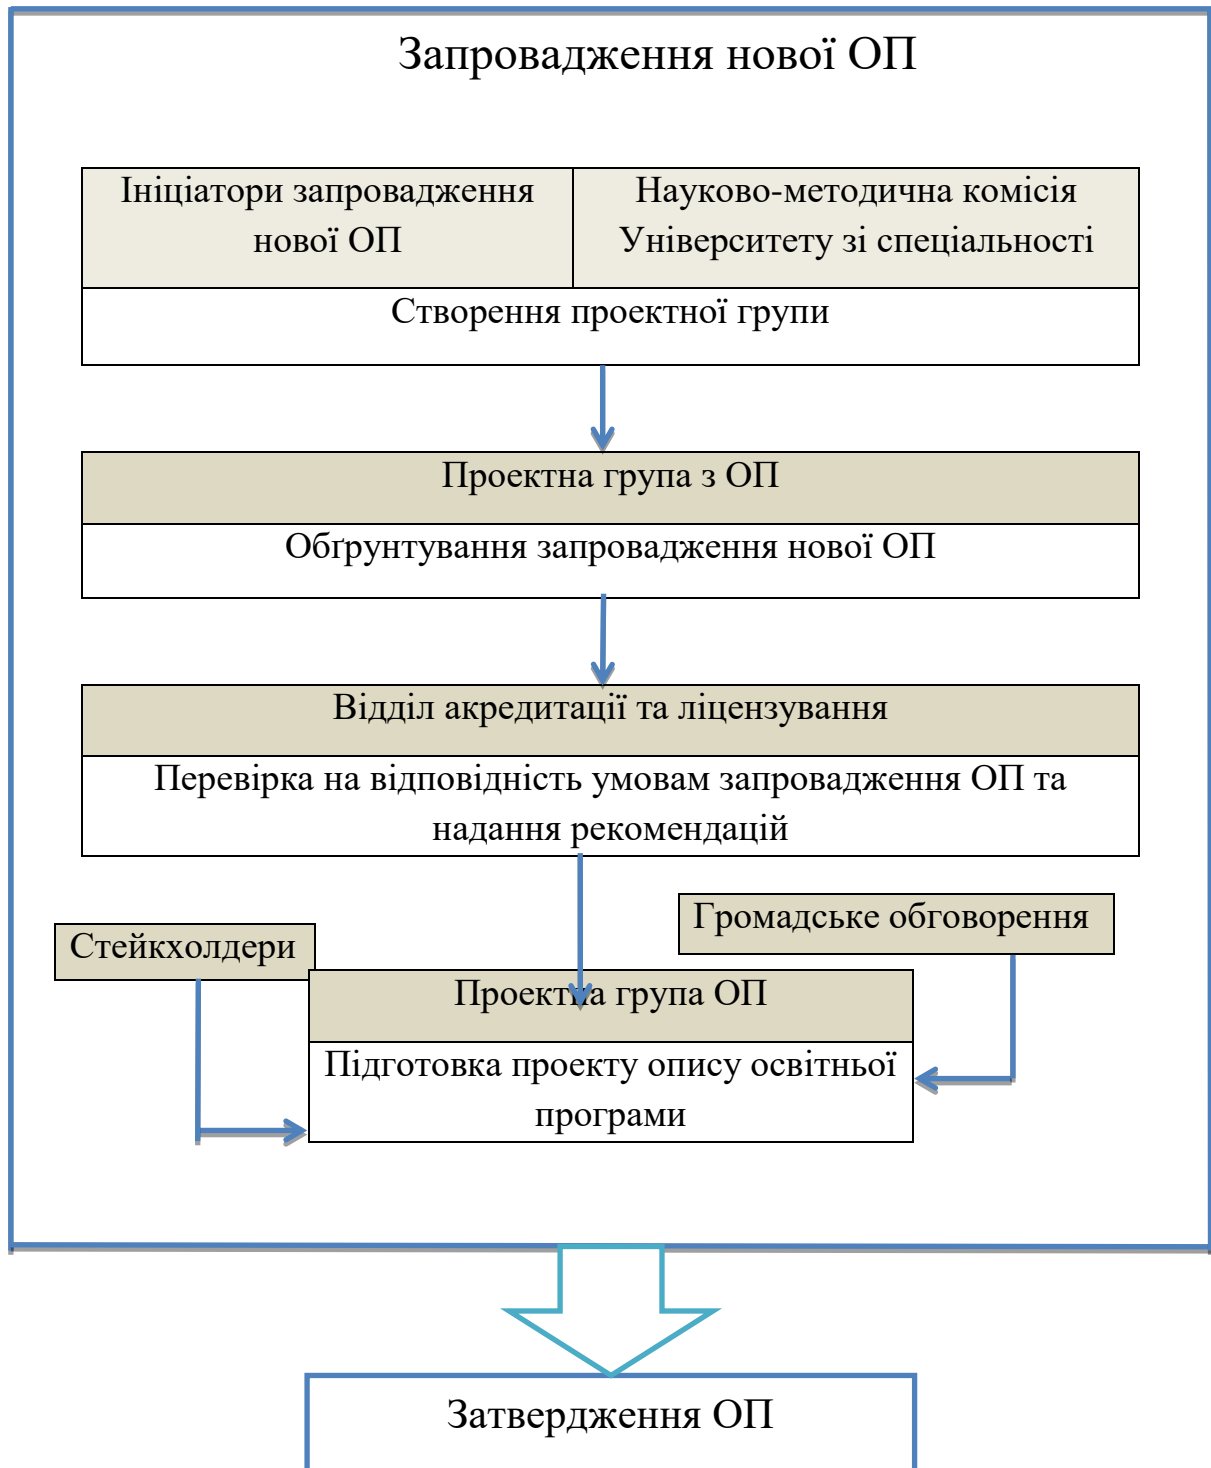 Запровадження нової ОП
Ініціатори запровадження
нової ОП
Науково-методична комісія
Університету зі спеціальності
Створення проектної групи
Проектна група з ОП
Обґрунтування запровадження нової ОП
Відділ акредитації та ліцензування
Перевірка на відповідність умовам запровадження ОП та
надання рекомендацій
Громадське обговорення
Стейкхолдери
Проектна група ОП
Підготовка проекту опису освітньої
програми
Затвердження ОП